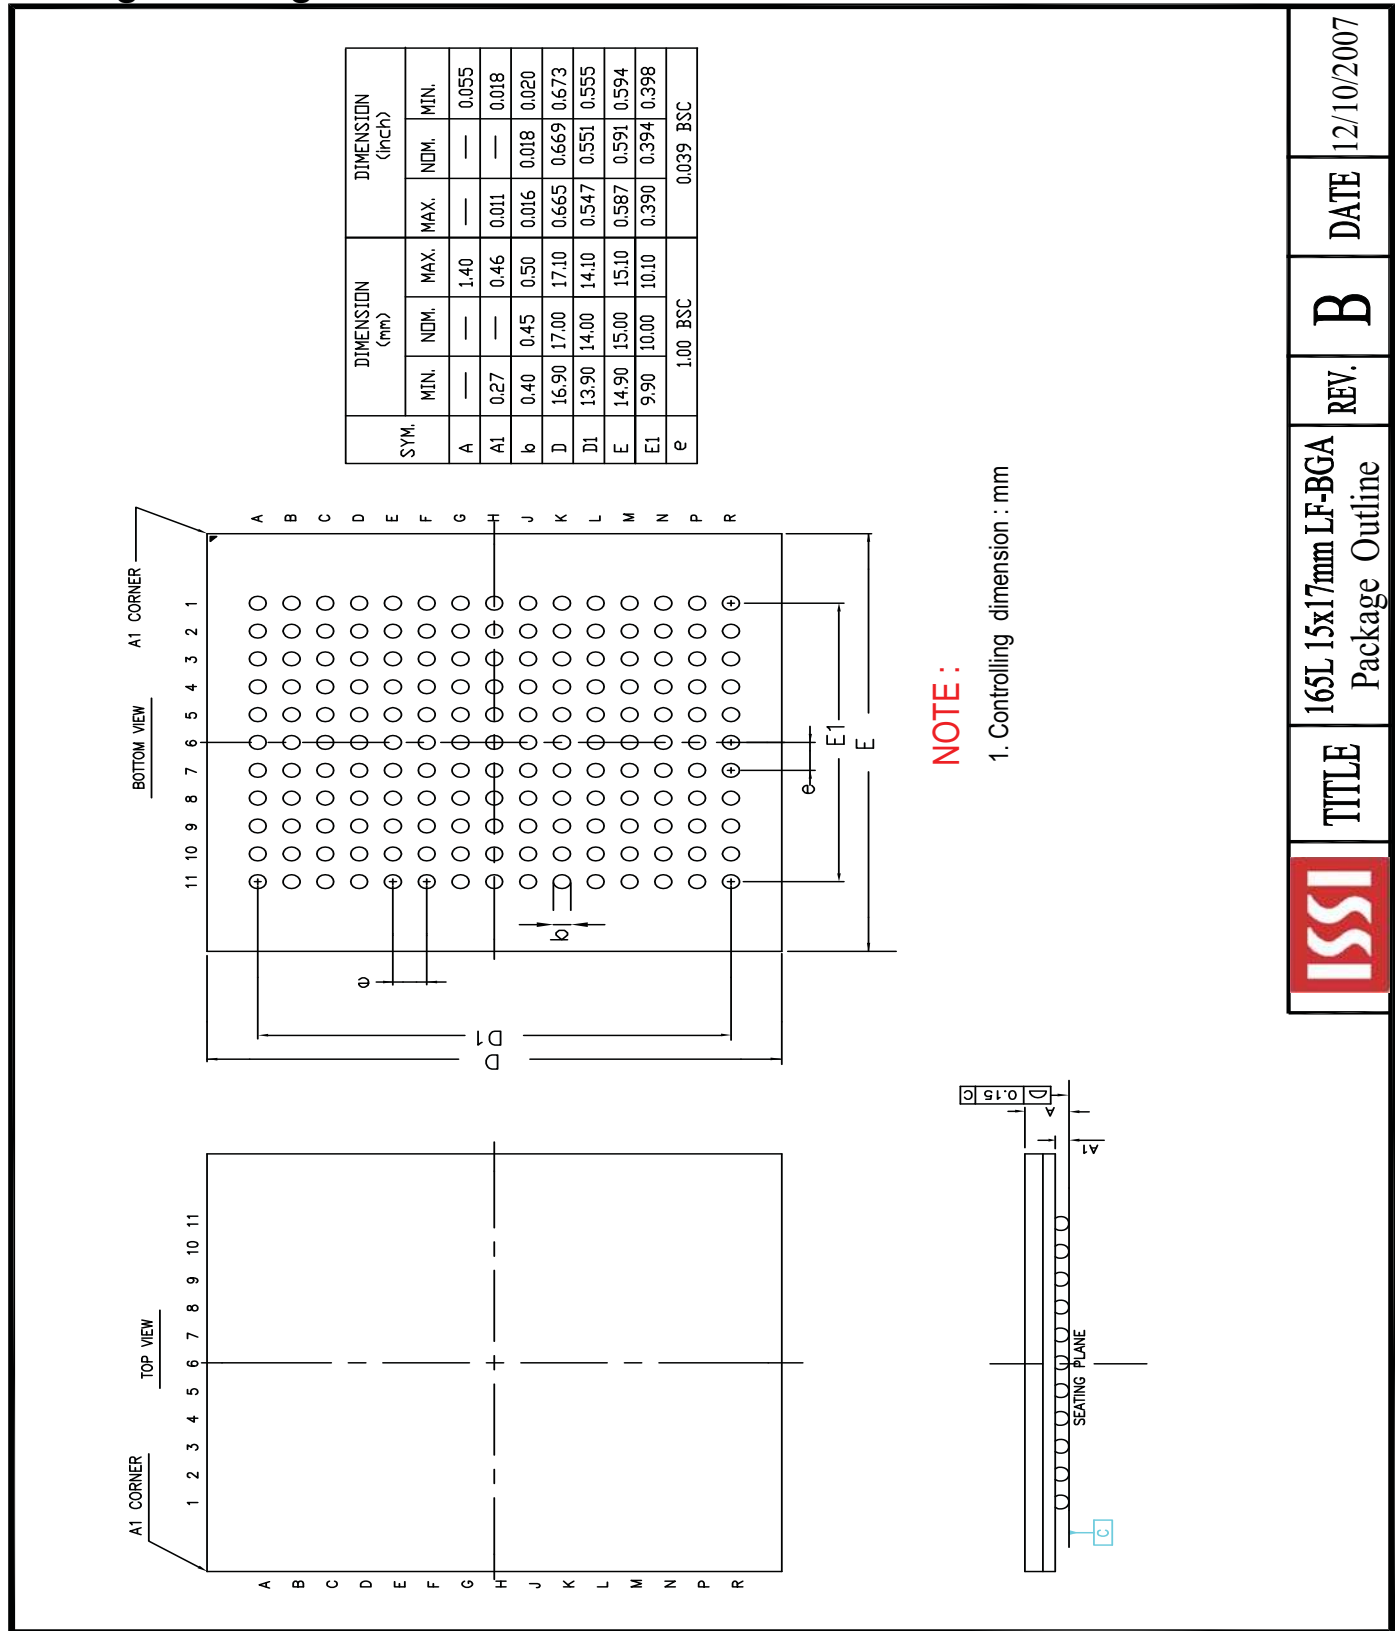 A1 CORNER
TOP VIEW
1 2 3 4 5 6 7 8 9 10 11
A
B
C
D
E
F
G
H
J
K
L
M
N
P
R
BOTTOM VIEW
A1 CORNER
11 10 9 8 7 6 5 4 3 2 1
A
B
C
D
E
F
G
H
J
K
L
M
N
P
R
e
D1
D
b
e
E1
E
SYM. DIMENSION (mm) DIMENSION (inch)
MIN. NOM. MAX. MAX. NOM. MIN.
A — — 1.40 — — 0.055
A1 0.27 — 0.46 0.011 — 0.018
b 0.40 0.45 0.50 0.016 0.018 0.020
D 16.90 17.00 17.10 0.665 0.669 0.673
D1 13.90 14.00 14.10 0.547 0.551 0.555
E 14.90 15.00 15.10 0.587 0.591 0.594
E1 9.90 10.00 10.10 0.390 0.394 0.398
e 1.00 BSC 0.039 BSC
0.15 C
A
A1
SEATING PLANE
C
NOTE :
1. Controlling dimension : mm
ISSI
TITLE
165L 15x17mm LF-BGA
Package Outline
REV.
B
DATE
12/10/2007